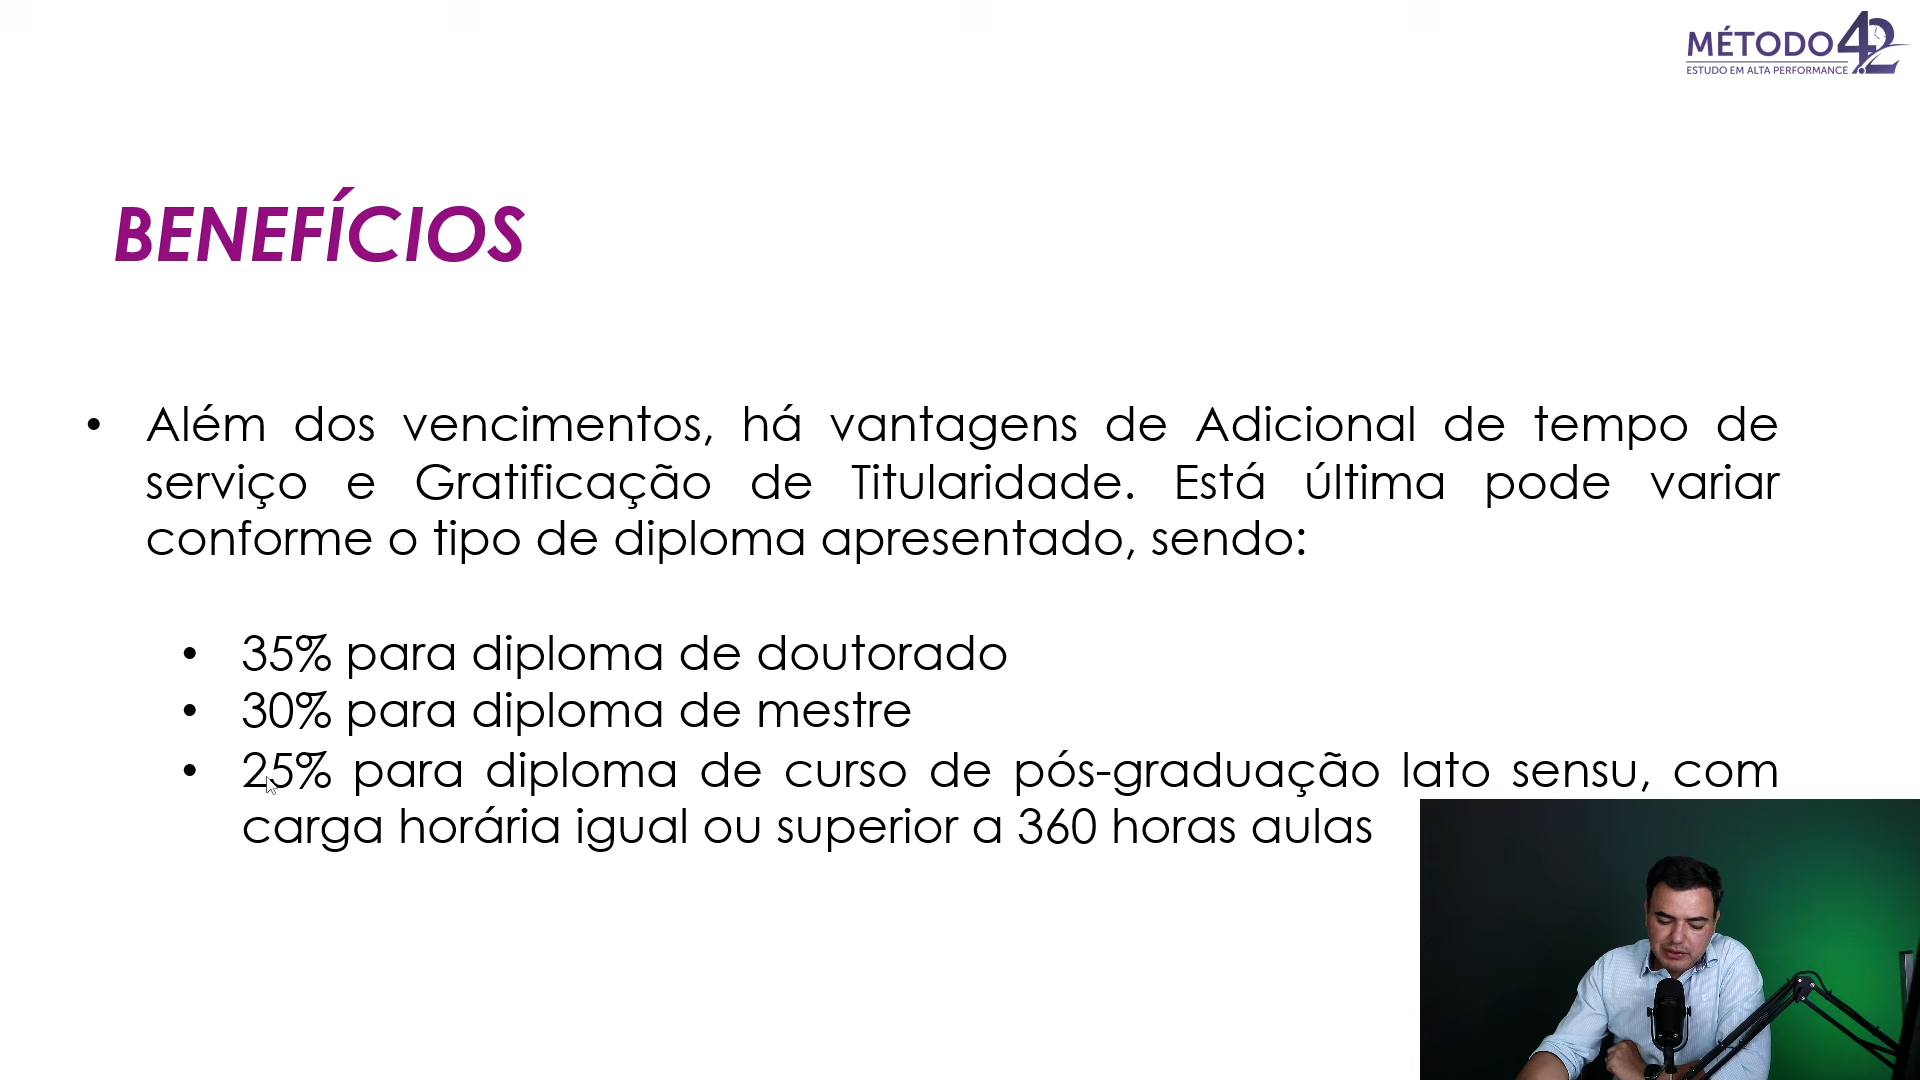 MÉTODO 42
ESTUDO EM ALTA PERFORMANCE
BENEFÍCIOS
• Além dos vencimentos, há vantagens de Adicional de tempo de
serviço e Gratificação de Titularidade. Está última pode variar
conforme o tipo de diploma apresentado, sendo:
• 35% para diploma de doutorado
• 30% para diploma de mestre
• 25% para diploma de curso de pós-graduação lato sensu, com
carga horária igual ou superior a 360 horas aulas